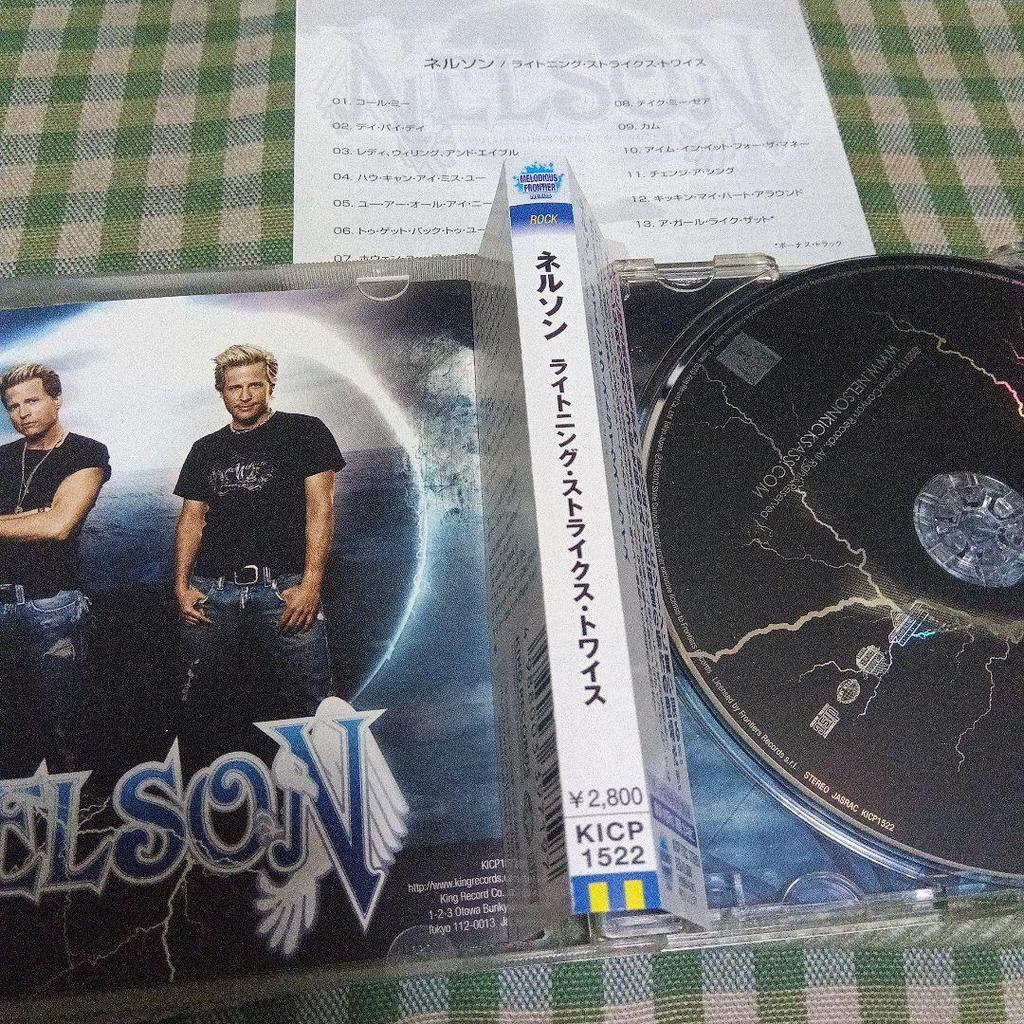 NELSON
ネルソン / ライトニング・ストライクス・トワイス
01. コール・ミー
02. デイ・バイ・デイ
03. レディ、ウィリング、アンド・エイブル
04. ハウ・キャン・アイ・ミス・ユー
05. ユー・アー・オール・アイ・ニー
06. トゥ・ゲット・バック・トゥ・ユー
07. ホウェン
08. テイク・ミー・ゼア
09. カム
10. アイム・イン・イット・フォー・ザ・マネー
11. チェンジ・ア・シング
12. キッキン・マイ・ハート・アラウンド
13. ア・ガール・ライク・ザット*
*ボーナス・トラック
MELODIOUS
FRONTIER
ROCK
ネルソン ライトニング・ストライクス・トワイス
¥2,800
KICP
1522
ELSON
KICP1
http://www.kingrecords.
King Record Co.
1-2-3 Otowa Bunky
Tokyo 112-0013
WWW.NELSONKICKSASS.COM
All Rights Reserved
Licensed by Frontiers Records s.r.l.
STEREO JASRAC KICP1522